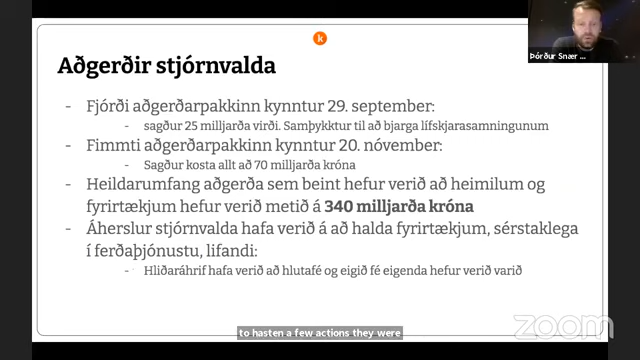 k
Þórður Snær ...
Aðgerðir stjórnvalda
- Fjórði aðgerðarpakkinn kynntur 29. september:
- sagður 25 milljarða virði. Samþykktur til að bjarga lífskjarasamningunum
- Fimmti aðgerðarpakkinn kynntur 20. nóvember:
- Sagður kosta allt að 70 milljarða króna
- Heildarumfang aðgerða sem beint hefur verið að heimilum og
fyrirtækjum hefur verið metið á 340 milljarða króna
- Áherslur stjórnvalda hafa verið á að halda fyrirtækjum, sérstaklega
í ferðaþjónustu, lifandi:
- Hliðaráhrif hafa verið að hlutafé og eigið fé eigenda hefur verið varið
to hasten a few actions they were
zoom